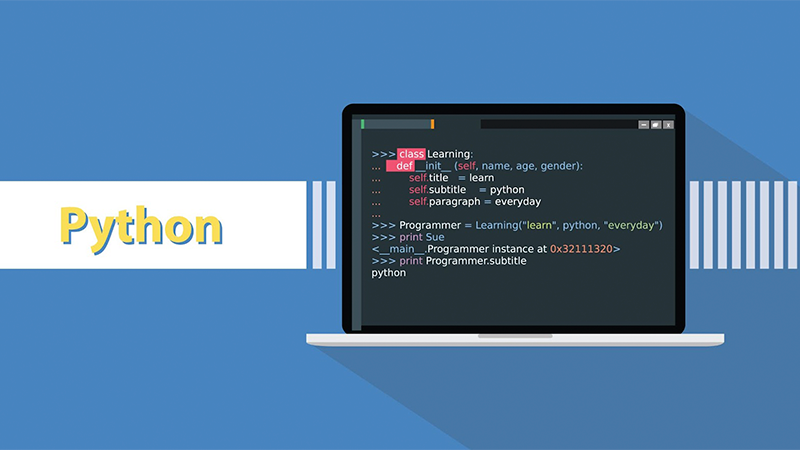 Python
>>> class Learning:
... def __init__ (self, name, age, gender):
... self.title = learn
... self.subtitle = python
... self.paragraph = everyday
...
>>> Programmer = Learning("learn", python, "everyday")
>>> print Sue
<__main__.Programmer instance at 0x32111320>
>>> print Programmer.subtitle
python